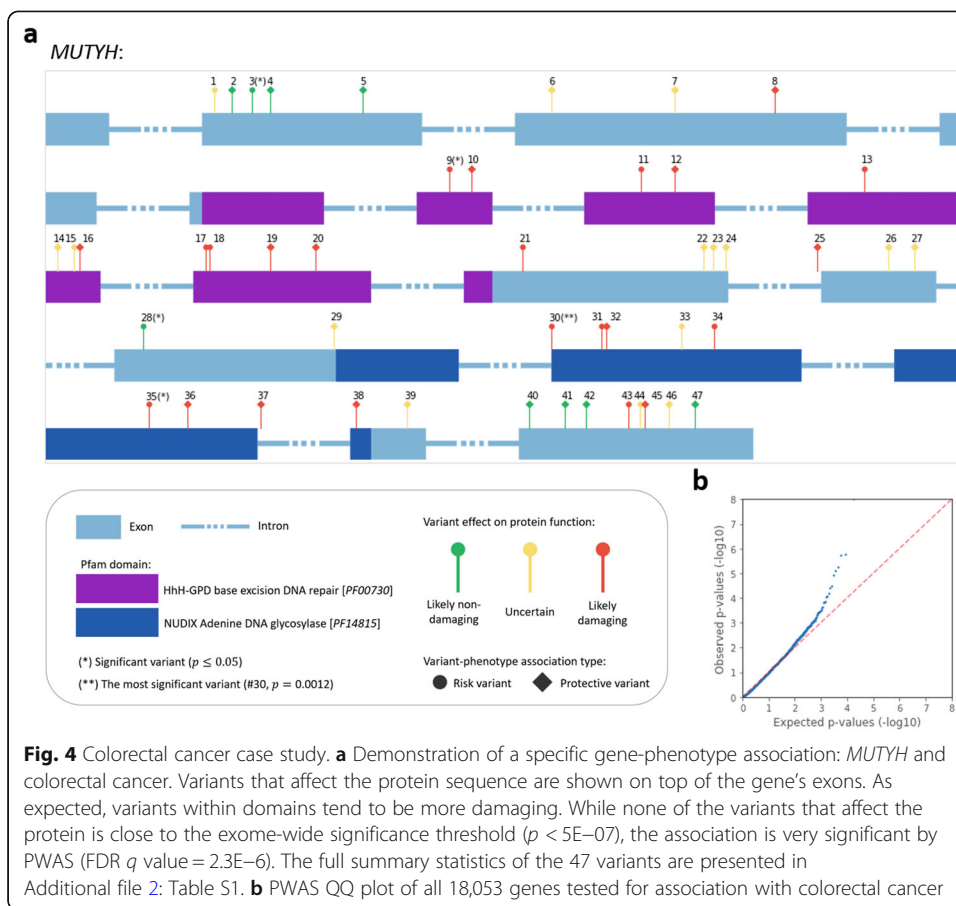 a
MUTYH:
1 2 3(*) 4 5 6 7 8
9(*) 10 11 12 13
14 15 16 17 18 19 20 21 22 23 24 25 26 27
28(*) 29 30(**) 31 32 33 34
35(*) 36 37 38 39 40 41 42 43 44 45 46 47
Exon Intron
Pfam domain:
HhH-GPD base excision DNA repair [PF00730]
NUDIX Adenine DNA glycosylase [PF14815]
(*) Significant variant (p ≤ 0.05)
(**) The most significant variant (#30, p = 0.0012)
Variant effect on protein function:
Likely non-
damaging
Uncertain
Likely
damaging
Variant-phenotype association type:
Risk variant Protective variant
b
Observed p-values (-log10)
8
7
6
5
4
3
2
1
0
0 1 2 3 4 5 6 7 8
Expected p-values (-log10)
Fig. 4 Colorectal cancer case study. a Demonstration of a specific gene-phenotype association: MUTYH and
colorectal cancer. Variants that affect the protein sequence are shown on top of the gene's exons. As
expected, variants within domains tend to be more damaging. While none of the variants that affect the
protein is close to the exome-wide significance threshold (p < 5E−07), the association is very significant by
PWAS (FDR q value = 2.3E−6). The full summary statistics of the 47 variants are presented in
Additional file 2: Table S1. b PWAS QQ plot of all 18,053 genes tested for association with colorectal cancer